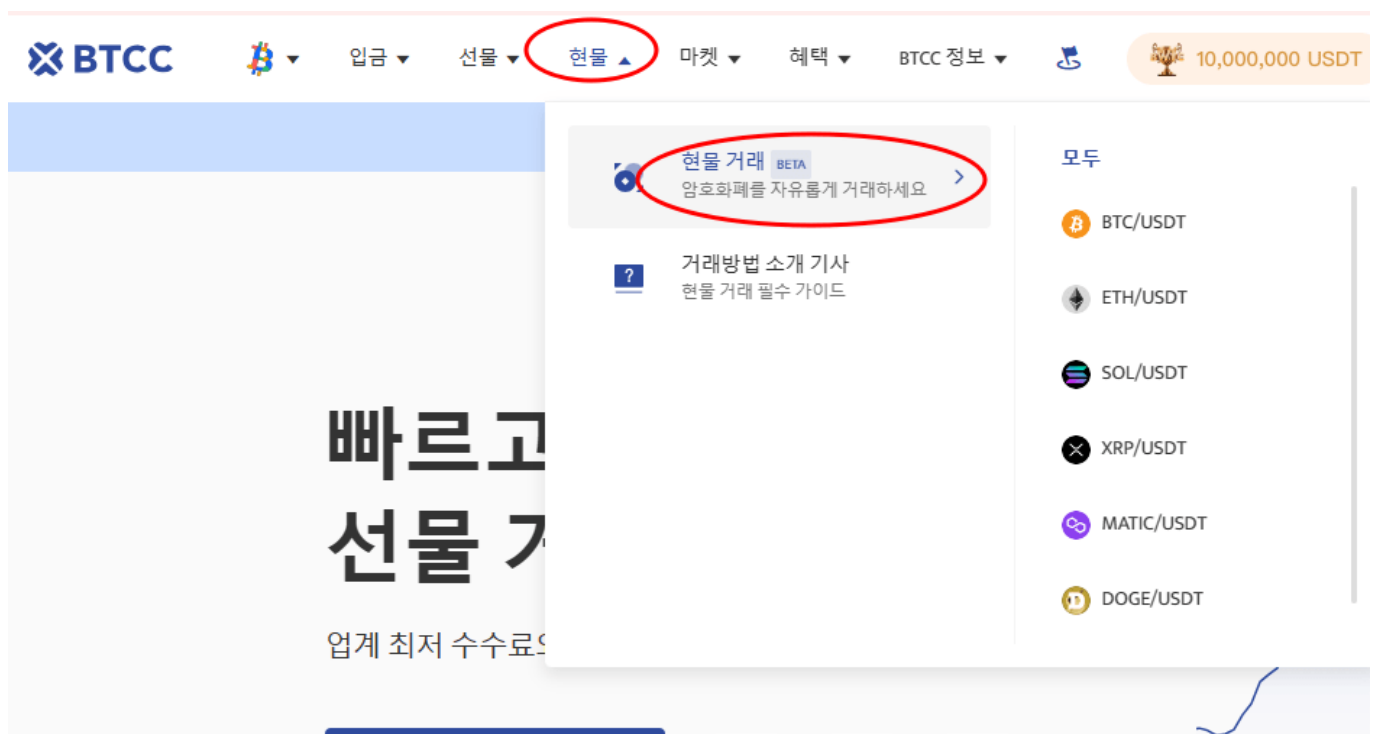 BTCC
입금 ▼
선물 ▼
현물 ▲
마켓 ▼
혜택 ▼
BTCC 정보 ▼
10,000,000 USDT
현물 거래 BETA
암호화폐를 자유롭게 거래하세요
거래방법 소개 기사
현물 거래 필수 가이드
모두
BTC/USDT
ETH/USDT
SOL/USDT
XRP/USDT
MATIC/USDT
DOGE/USDT
빠르고
선물
업계 최저